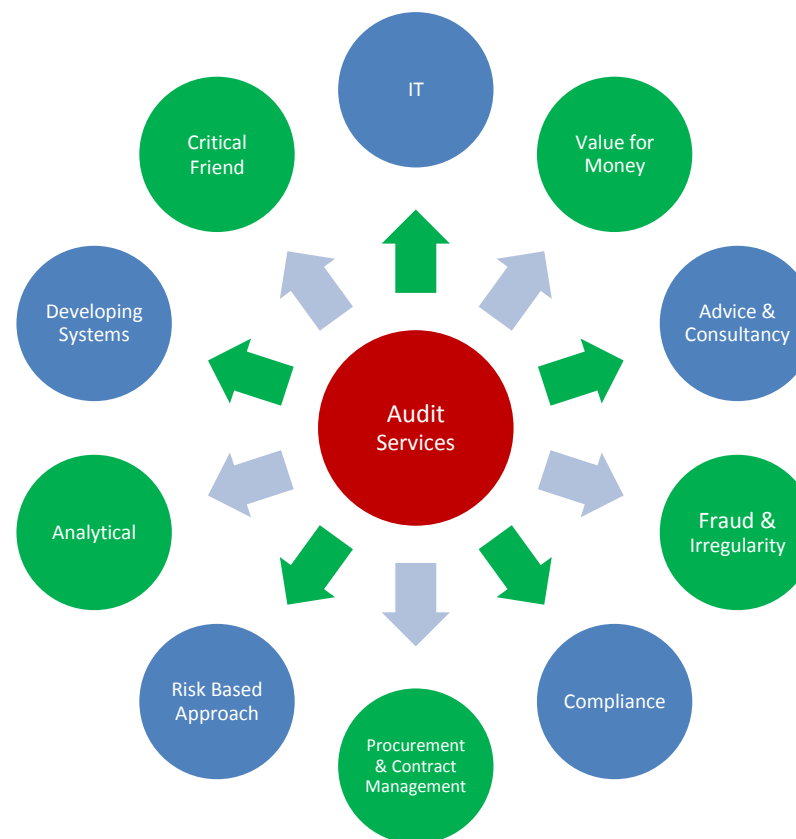 IT
Critical
Friend
Value for
Money
Developing
Systems
Advice &
Consultancy
Audit
Services
Analytical
Fraud &
Irregularity
Risk Based
Approach
Compliance
Procurement
& Contract
Management